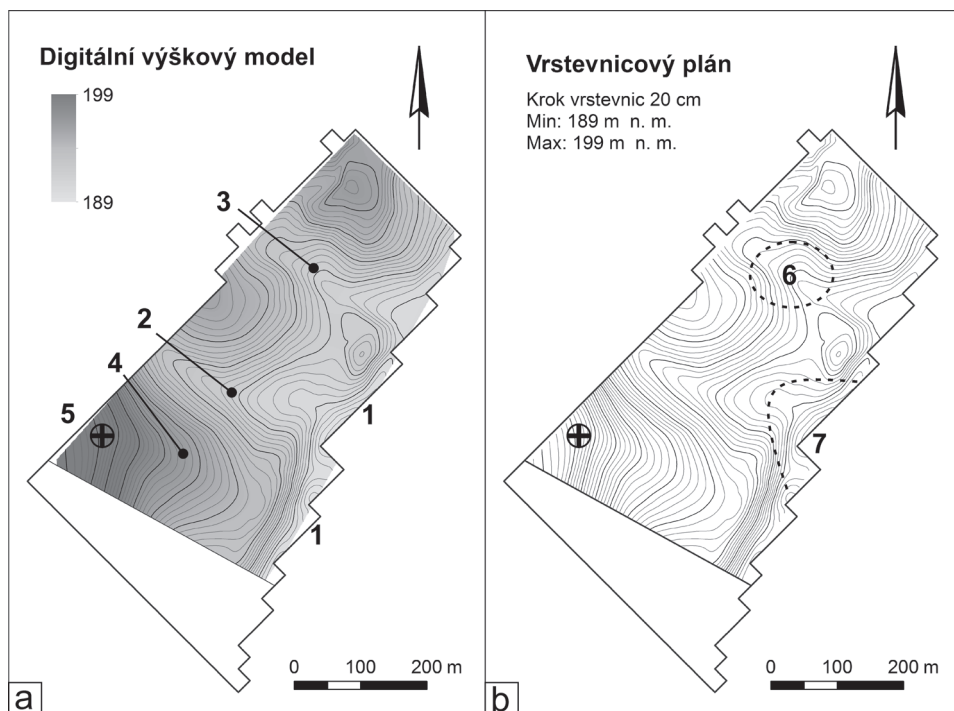 Digitální výškový model
199
189
3
2
4
5
1
1
0 100 200 m
a
Vrstevnicový plán
Krok vrstevnic 20 cm
Min: 189 m n. m.
Max: 199 m n. m.
6
7
0 100 200 m
b